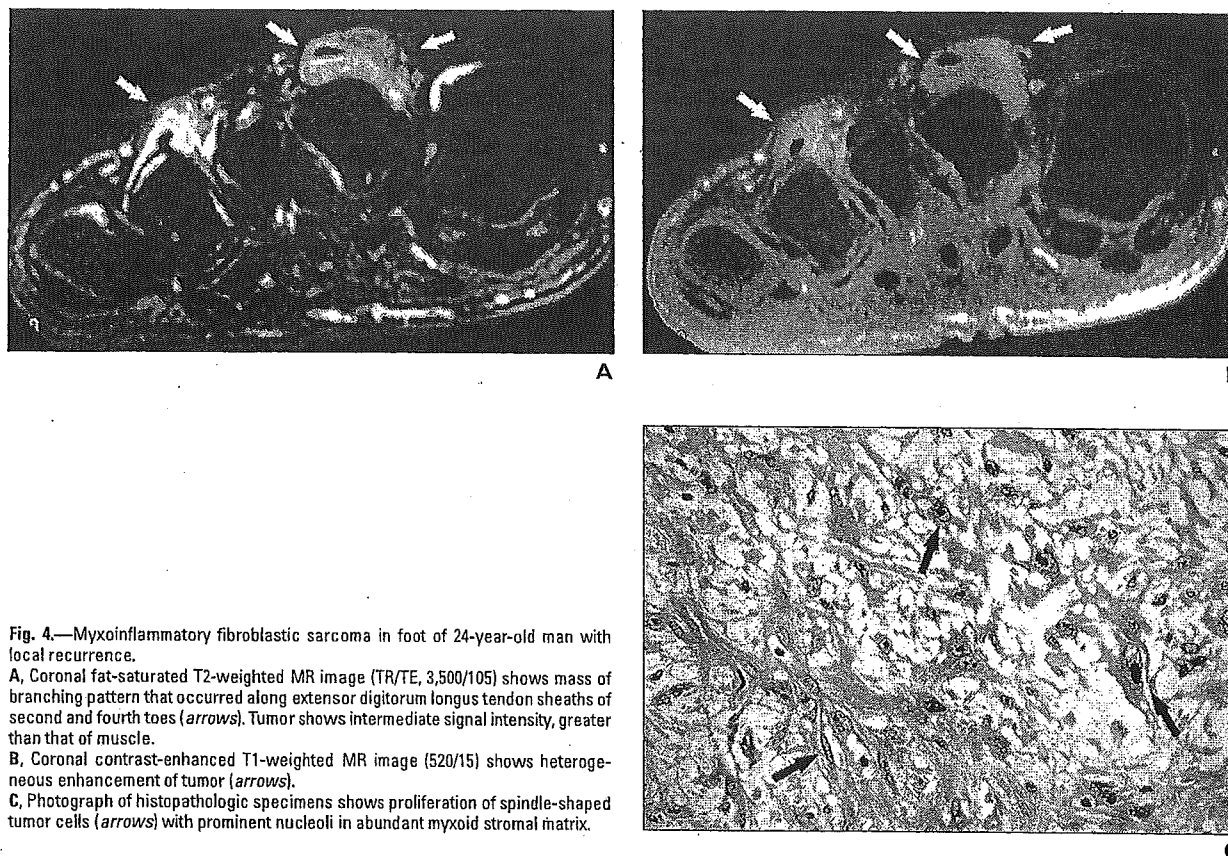 A
Fig. 4.—Myxoinflammatory fibroblastic sarcoma in foot of 24-year-old man with
local recurrence.
A, Coronal fat-saturated T2-weighted MR image (TR/TE, 3,500/105) shows mass of
branching pattern that occurred along extensor digitorum longus tendon sheaths of
second and fourth toes (arrows). Tumor shows intermediate signal intensity, greater
than that of muscle.
B, Coronal contrast-enhanced T1-weighted MR image (520/15) shows heteroge-
neous enhancement of tumor (arrows).
C, Photograph of histopathologic specimens shows proliferation of spindle-shaped
tumor cells (arrows) with prominent nucleoli in abundant myxoid stromal matrix.